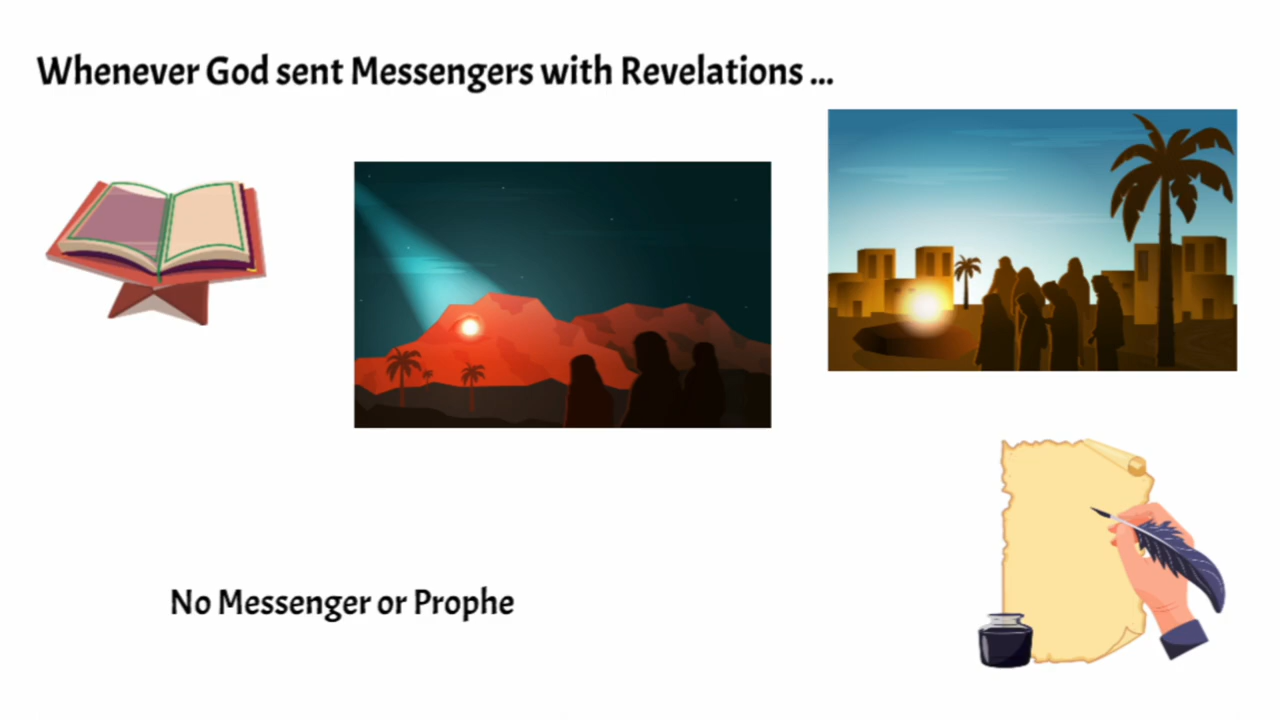 Whenever God sent Messengers with Revelations ...
No Messenger or Prophe